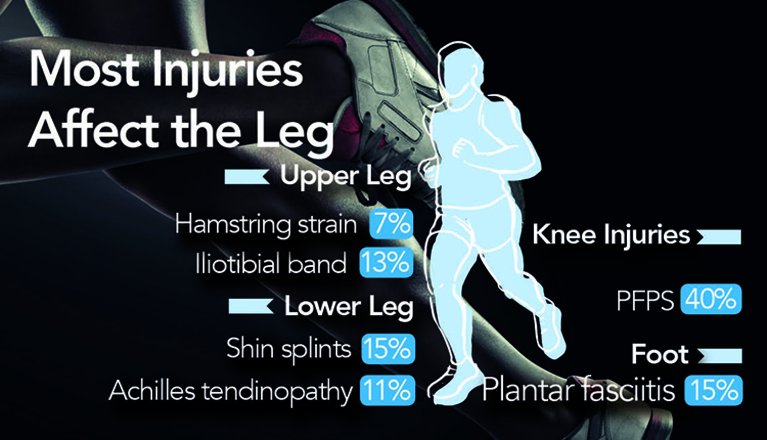 Most Injuries
Affect the Leg
Upper Leg
Hamstring strain 7%
Iliotibial band 13%
Lower Leg
Shin splints 15%
Achilles tendinopathy 11%
Knee Injuries
PFPS 40%
Foot
Plantar fasciitis 15%